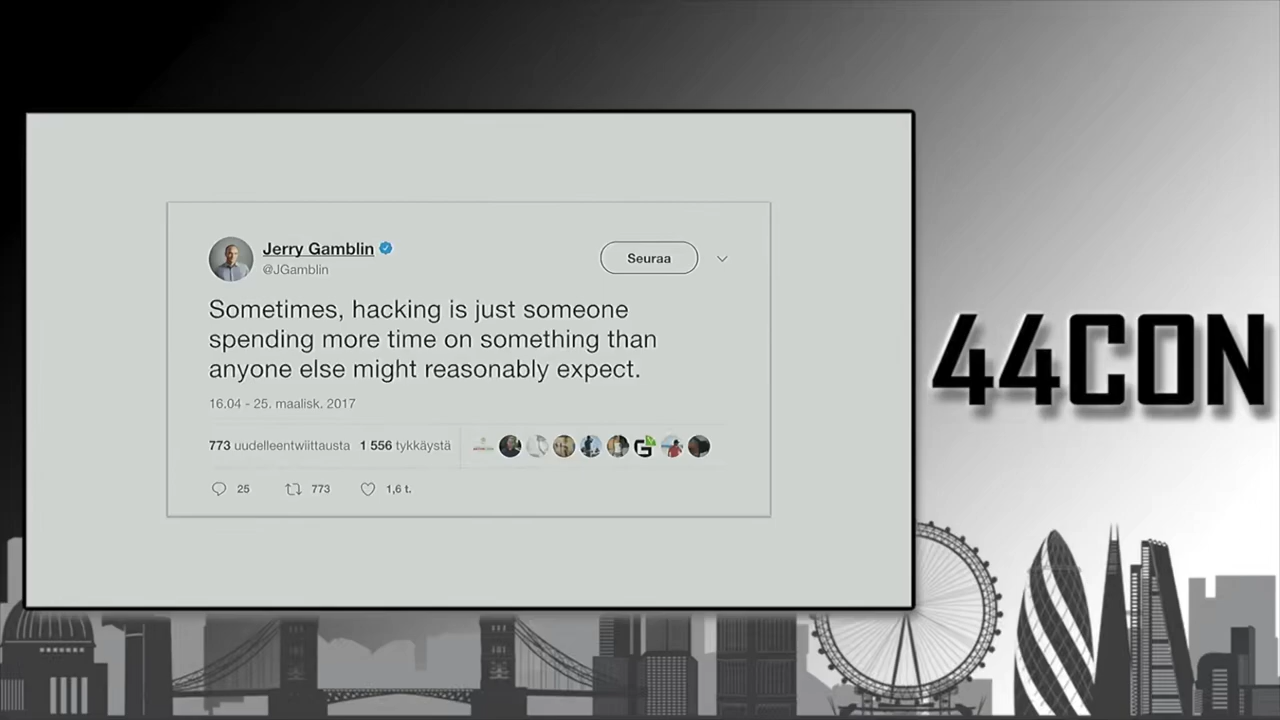 Jerry Gamblin
@JGamblin
Seuraa
Sometimes, hacking is just someone
spending more time on something than
anyone else might reasonably expect.
16.04 - 25. maalisk. 2017
773 uudelleentwiittausta 1 556 tykkäystä
25 773 1,6 t.
44CON